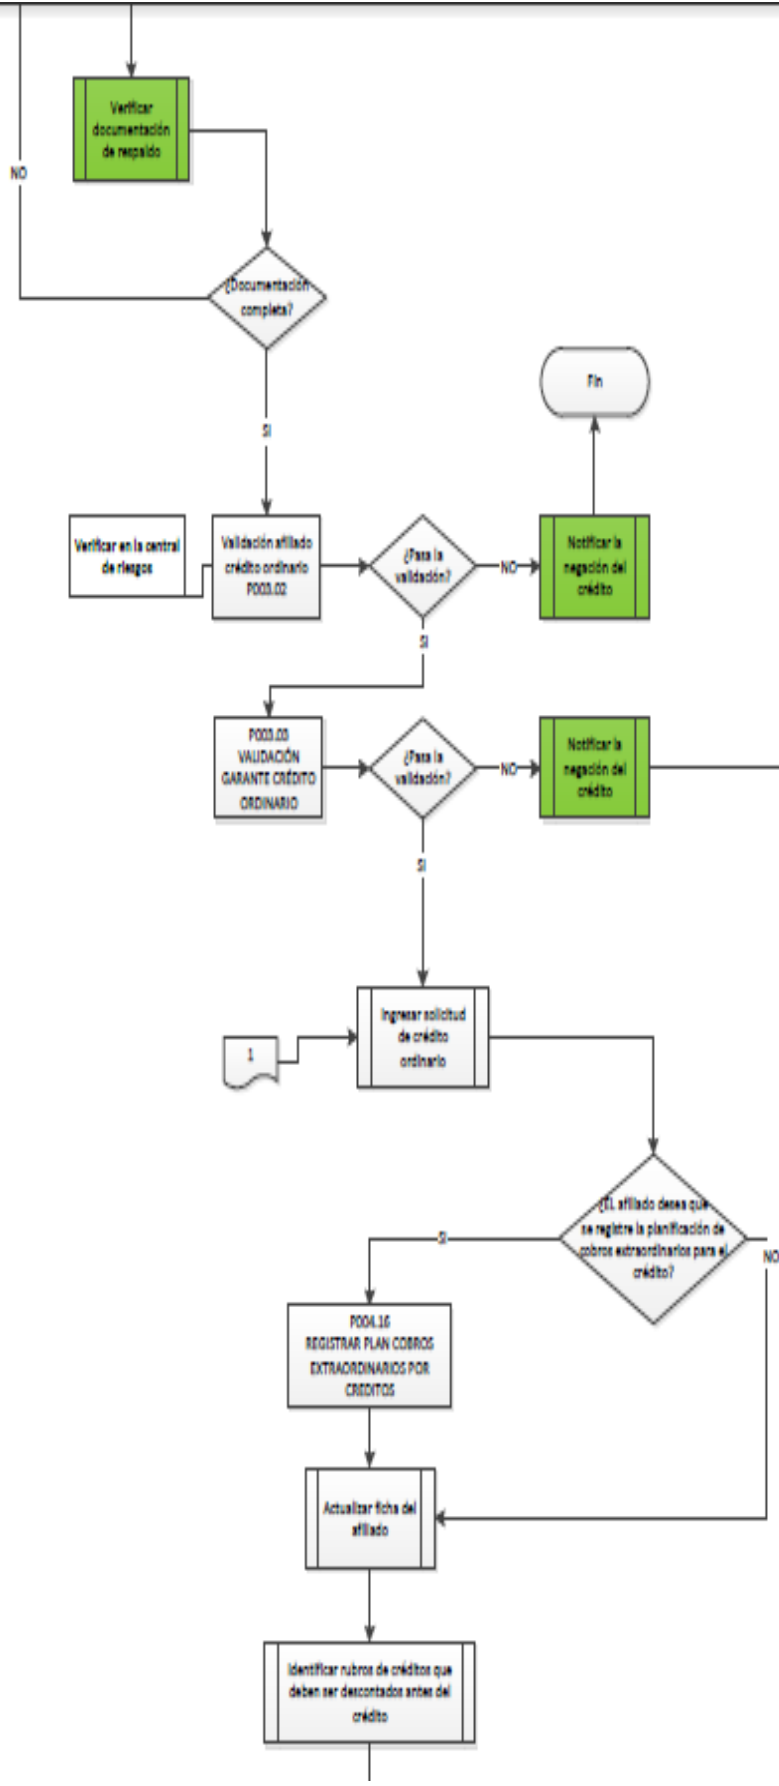 Verificar
documentación
de respaldo
NO
¿Documentación
completa?
SI
Fin
Verificar en la central
de riesgos
Validación afiliado
crédito ordinario
P003.02
¿Pasa la
validación?
NO
Notificar la
negación del
crédito
SI
P003.03
VALIDACIÓN
GARANTE CRÉDITO
ORDINARIO
¿Pasa la
validación?
NO
Notificar la
negación del
crédito
SI
Ingresar solicitud
de crédito
ordinario
1
¿EL afiliado desea que
se registre la planificación de
cobros extraordinarios para el
crédito?
SI
NO
P004.16
REGISTRAR PLAN COBROS
EXTRAORDINARIOS POR
CREDITOS
Actualizar ficha del
afiliado
Identificar rubros de créditos que
deben ser descontados antes del
crédito